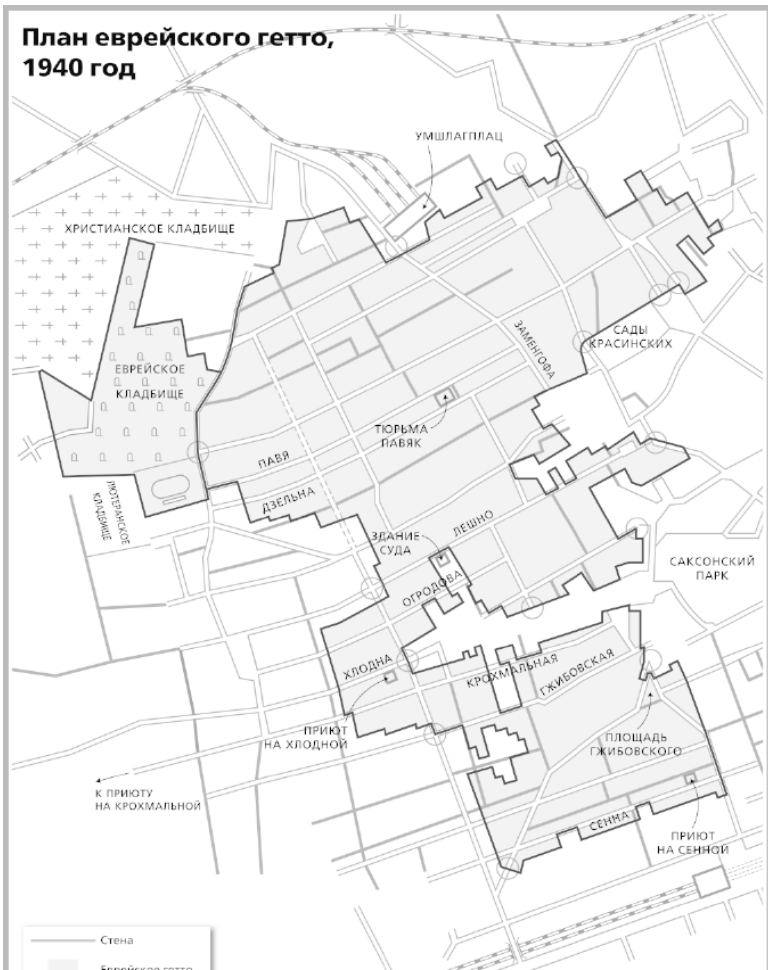 План еврейского гетто,
1940 год
УМШЛАГПЛАЦ
ХРИСТИАНСКОЕ КЛАДБИЩЕ
ЗАМЕНГОФА
САДЫ
КРАСИНСКИХ
ЕВРЕЙСКОЕ
КЛАДБИЩЕ
ТЮРЬМА
ПАВЯК
ПАВЯ
ДЗЕЛЬНА
ЛЮТЕРАНСКОЕ
КЛАДБИЩЕ
ЛЕШНО
ЗДАНИЕ
СУДА
САКСОНСКИЙ
ПАРК
ОГРОДОВА
ХЛОДНА
КРОХМАЛЬНАЯ
ГЖИБОВСКАЯ
ПРИЮТ
НА ХЛОДНОЙ
ПЛОЩАДЬ
ГЖИБОВСКОГО
К ПРИЮТУ
НА КРОХМАЛЬНОЙ
СЕННА
ПРИЮТ
НА СЕННОЙ
Стена
Еврейское гетто